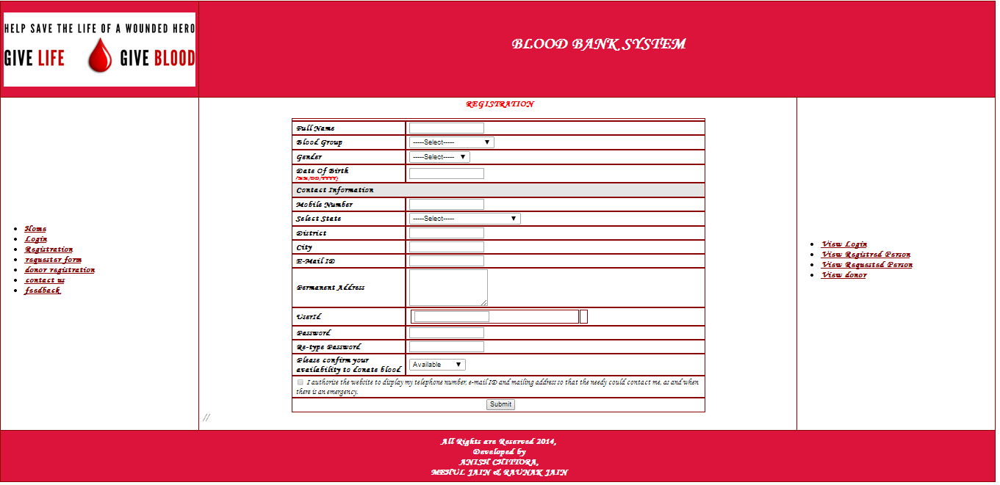 HELP SAVE THE LIFE OF A WOUNDED HERO
GIVE LIFE GIVE BLOOD
BLOOD BANK SYSTEM
REGISTRATION
Full Name
Blood Group -----Select-----
Gender -----Select-----
Date Of Birth
(MM/DD/YYYY)
Contact Information
Mobile Number
Select State -----Select-----
District
City
E-Mail ID
Permanent Address
UserId
Password
Re-type Password
Please confirm your
availability to donate blood Available
I authorise the website to display my telephone number, e-mail ID and mailing address so that the needy could contact me, as and when
there is an emergency.
Submit
//
Home
Login
Registration
requester form
donor registration
contact us
feedback
View Login
View Registred Person
View Requested Person
View donor
All Rights are Reserved 2014,
Developed by
ANISH CHITTORA,
MEHUL JAIN & RAUNAK JAIN